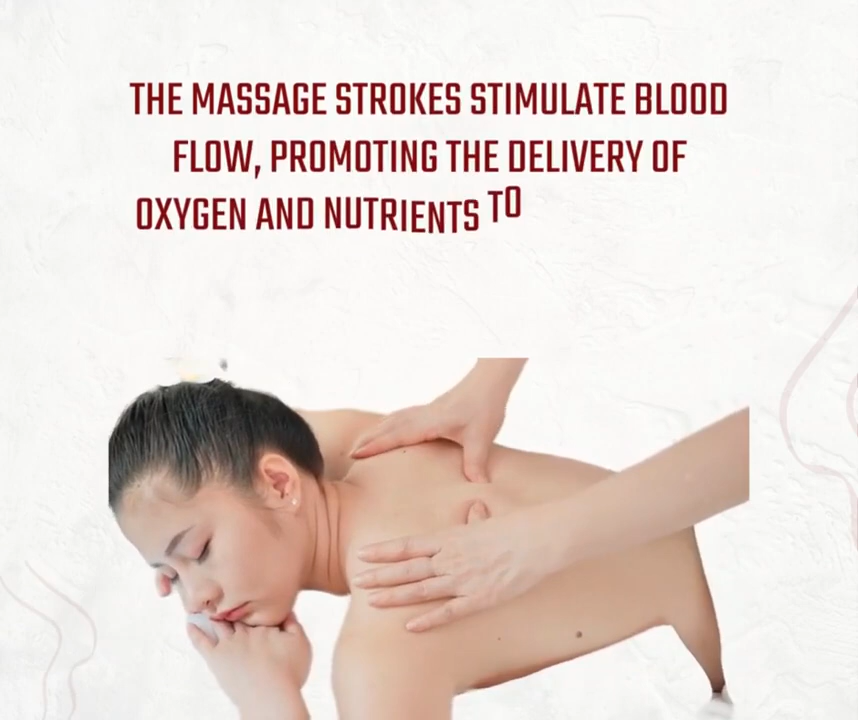 THE MASSAGE STROKES STIMULATE BLOOD
FLOW, PROMOTING THE DELIVERY OF
OXYGEN AND NUTRIENTS TO